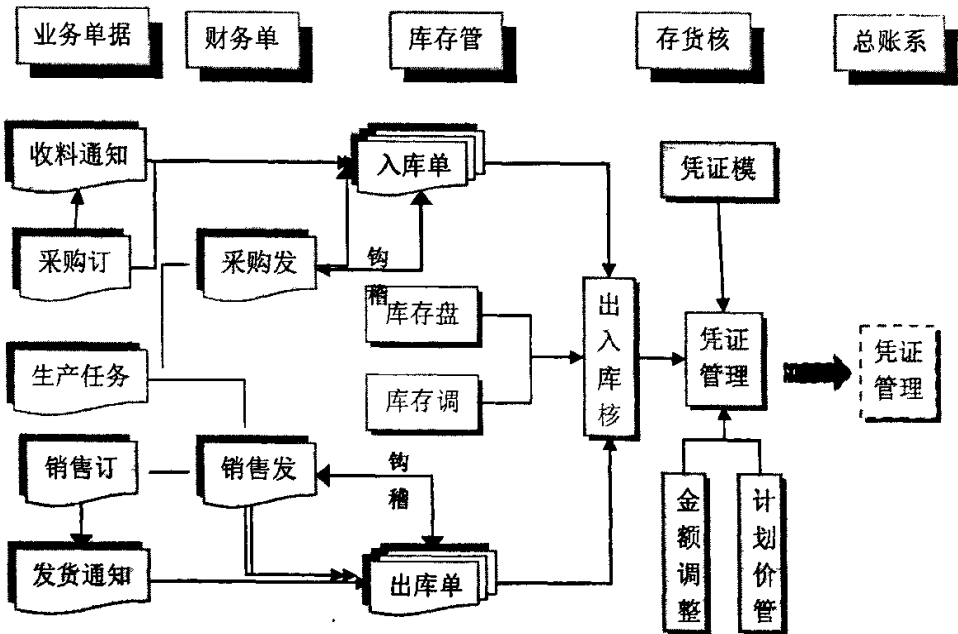 业务单据
财务单
库存管
存货核
总账系
收料通知
入库单
凭证模
采购订
采购发
钩
稽
库存盘
出
入
库
核
凭证
管理
凭证
管理
生产任务
库存调
销售订
销售发
钩
稽
金
额
调
整
计
划
价
管
发货通知
出库单